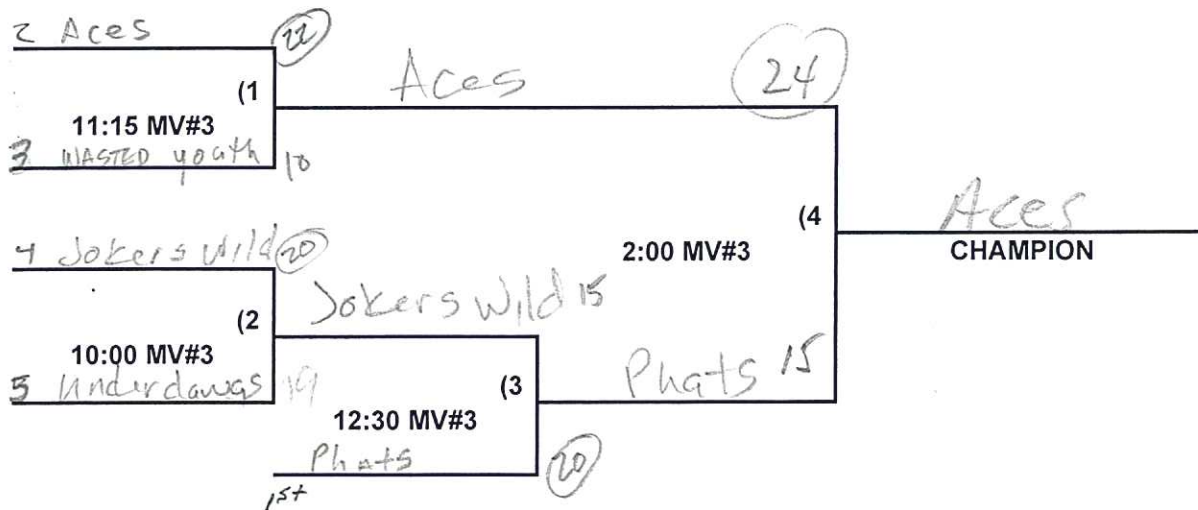 2 Aces 22
(1
11:15 MV#3
3 WASTED youth 10
Aces 24
4 Jokers Wild 20
(2
10:00 MV#3
5 Underdawgs 19
Jokers Wild 15
(3
12:30 MV#3
Phats 20
1st
(4
2:00 MV#3
Phats 15
Aces
CHAMPION